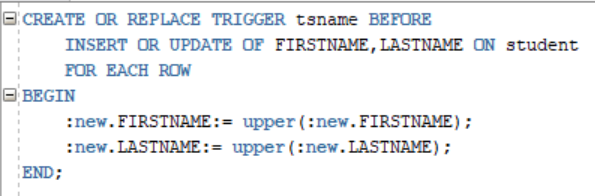 CREATE OR REPLACE TRIGGER tsname BEFORE
INSERT OR UPDATE OF FIRSTNAME,LASTNAME ON student
FOR EACH ROW
BEGIN
:new.FIRSTNAME:= upper(:new.FIRSTNAME);
:new.LASTNAME:= upper(:new.LASTNAME);
END;